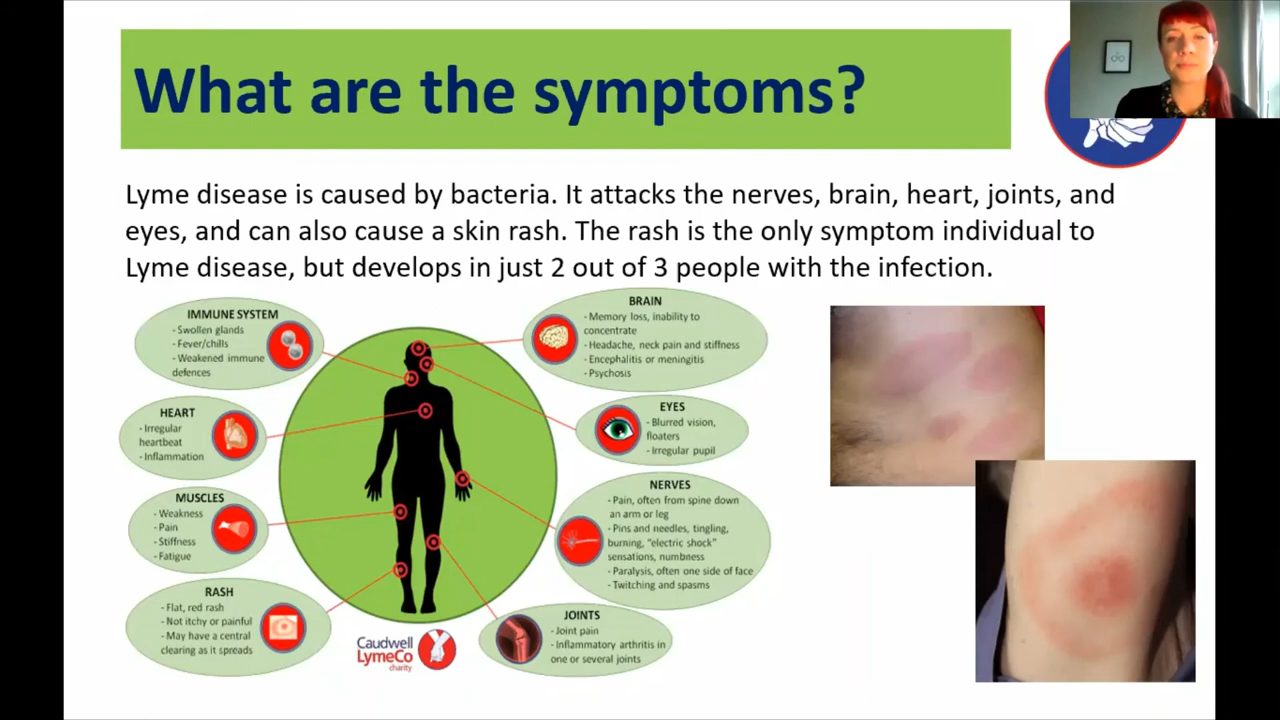 What are the symptoms?
Lyme disease is caused by bacteria. It attacks the nerves, brain, heart, joints, and
eyes, and can also cause a skin rash. The rash is the only symptom individual to
Lyme disease, but develops in just 2 out of 3 people with the infection.
IMMUNE SYSTEM
- Swollen glands
- Fever/chills
- Weakened immune
defences
HEART
- Irregular
heartbeat
- Inflammation
MUSCLES
- Weakness
- Pain
- Stiffness
- Fatigue
RASH
- Flat, red rash
- Not itchy or painful
- May have a central
clearing as it spreads
BRAIN
- Memory loss, inability to
concentrate
- Headache, neck pain and stiffness
- Encephalitis or meningitis
- Psychosis
EYES
- Blurred vision,
floaters
- Irregular pupil
NERVES
- Pain, often from spine down
an arm or leg
- Pins and needles, tingling,
burning, "electric shock"
sensations, numbness
- Paralysis, often one side of face
- Twitching and spasms
JOINTS
- Joint pain
- Inflammatory arthritis in
one or several joints
Caudwell
LymeCo
charity